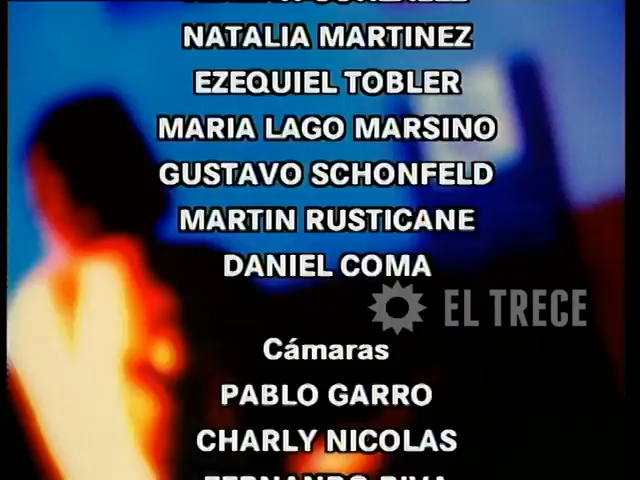 NATALIA MARTINEZ
EZEQUIEL TOBLER
MARIA LAGO MARSINO
GUSTAVO SCHONFELD
MARTIN RUSTICANE
DANIEL COMA
EL TRECE
Cámaras
PABLO GARRO
CHARLY NICOLAS